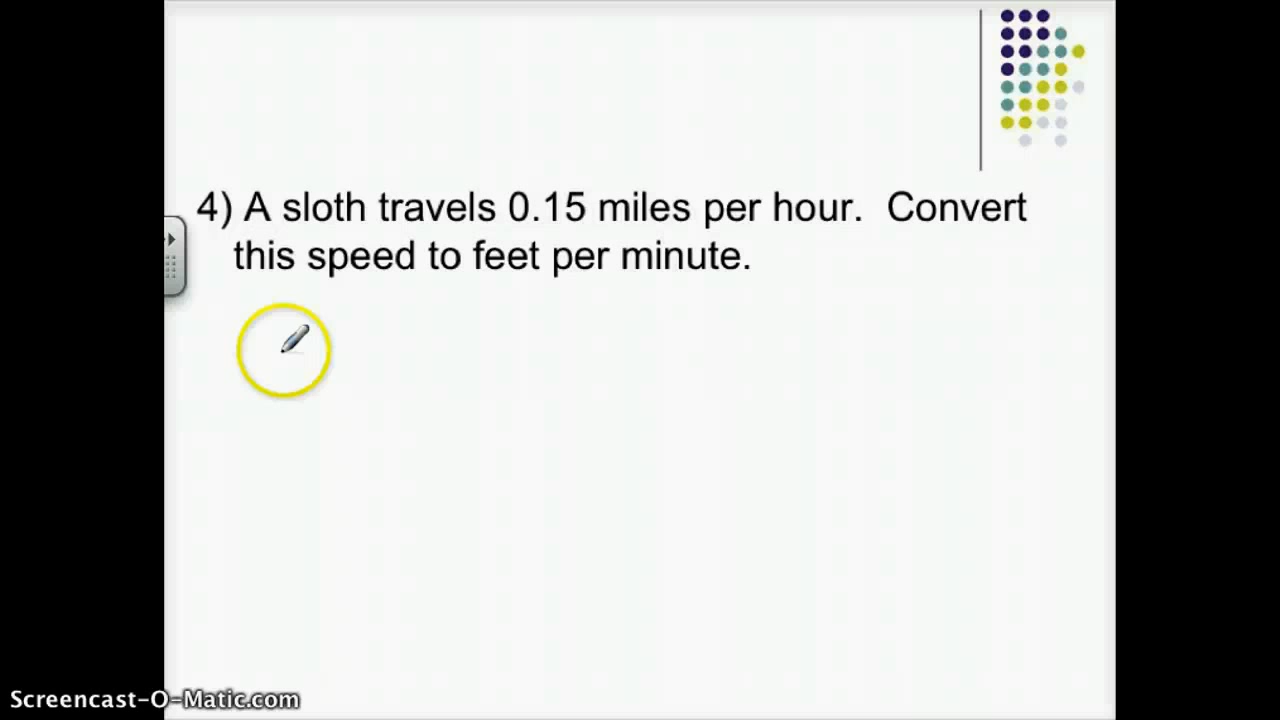 4) A sloth travels 0.15 miles per hour.  Convert
this speed to feet per minute.
Screencast-O-Matic.com